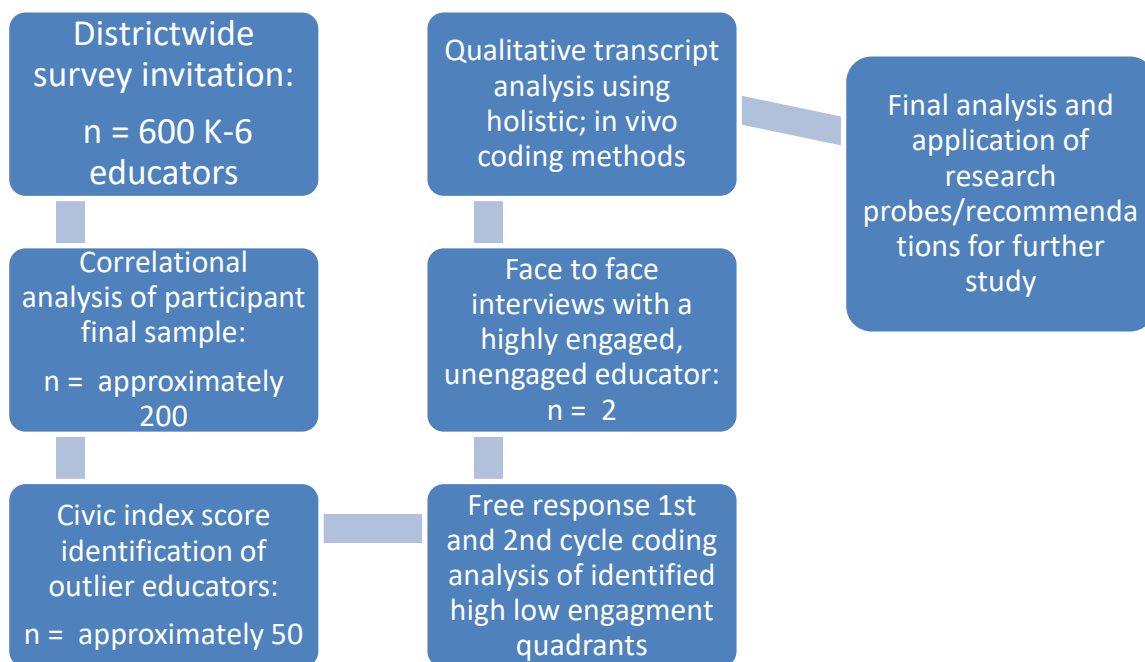 Districtwide
survey invitation:
n = 600 K-6
educators
Correlational
analysis of participant
final sample:
n = approximately
200
Civic index score
identification of
outlier educators:
n = approximately 50
Free response 1st
and 2nd cycle coding
analysis of identified
high low engagment
quadrants
Face to face
interviews with a
highly engaged,
unengaged educator:
n = 2
Qualitative transcript
analysis using
holistic; in vivo
coding methods
Final analysis and
application of
research
probes/recommenda
tions for further
study